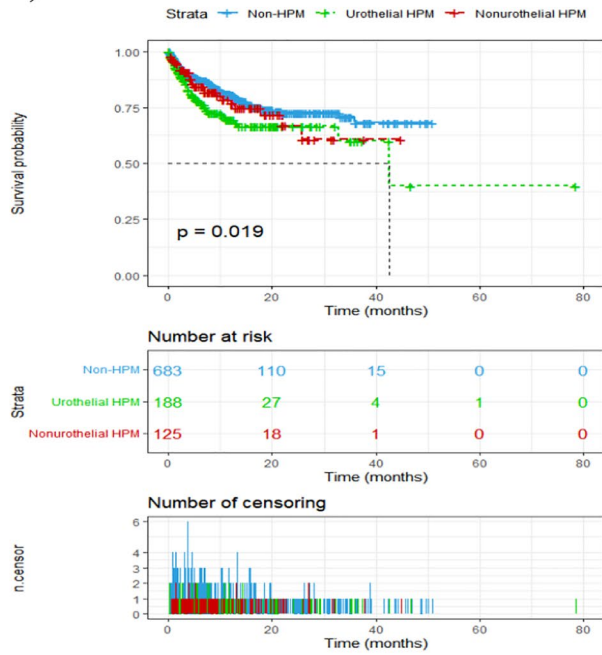 Strata Non-HPM Urothelial HPM Nonurothelial HPM
Survival probability
1.00
0.75
0.50
0.25
0.00
p = 0.019
0 20 40 60 80
Time (months)
Number at risk
Strata
Non-HPM 683 110 15 0 0
Urothelial HPM 188 27 4 1 0
Nonurothelial HPM 125 18 1 0 0
0 20 40 60 80
Time (months)
Number of censoring
n.censor
6
4
3
2
1
0
0 20 40 60 80
Time (months)